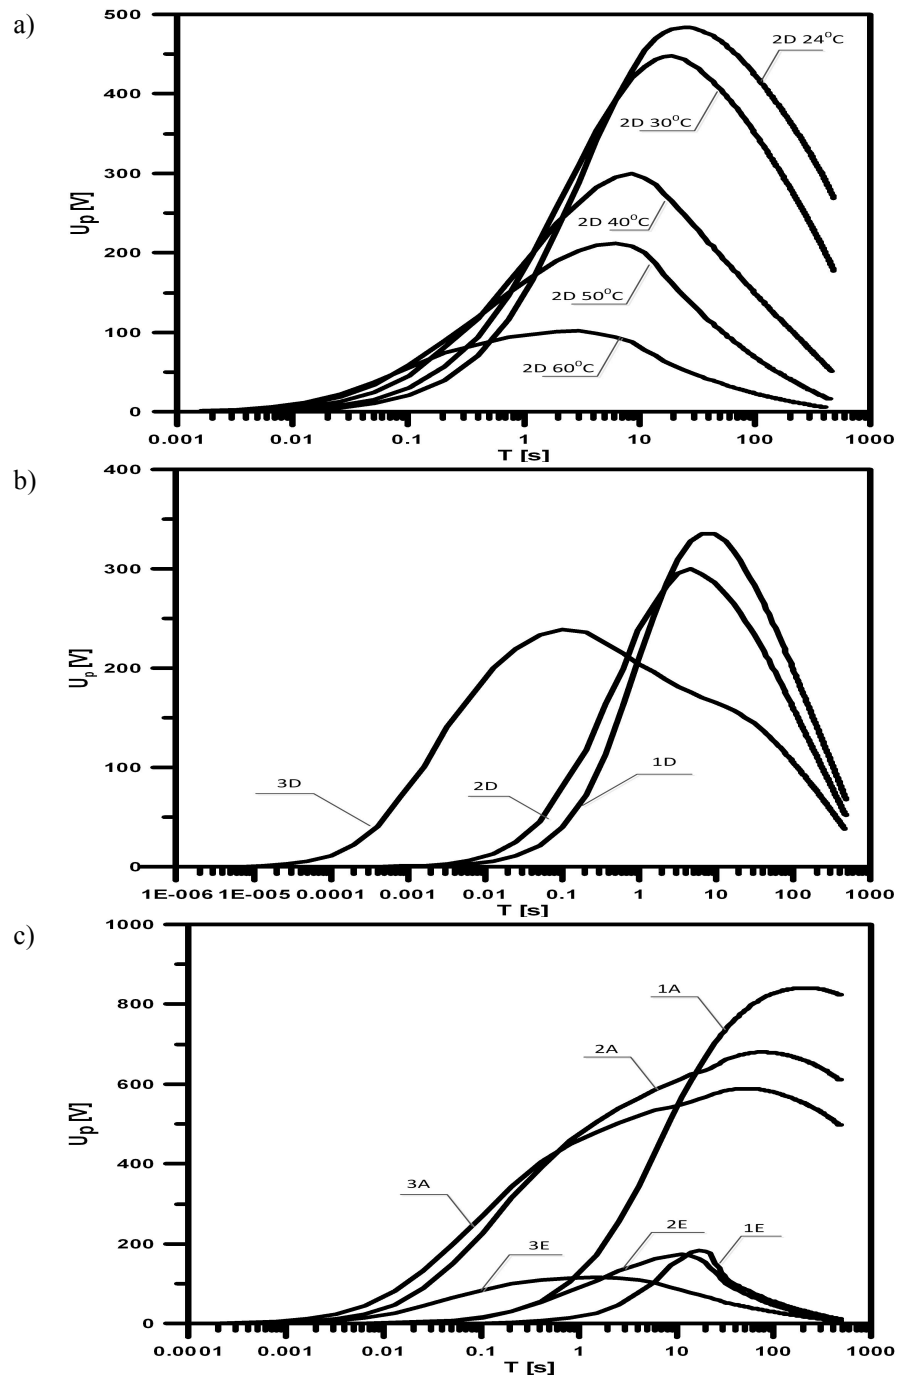 a)
500
400
300
200
100
0
Up [V]
2D 24°C
2D 30°C
2D 40°C
2D 50°C
2D 60°C
0.001 0.01 0.1 1 10 100 1000
T [s]
b)
400
300
200
100
0
Up [V]
3D
2D
1D
1E-006 1E-005 0.0001 0.001 0.01 0.1 1 10 100 1000
T [s]
c)
1000
800
600
400
200
0
Up [V]
1A
2A
3A
3E
2E
1E
0.0001 0.001 0.01 0.1 1 10 100 1000
T [s]